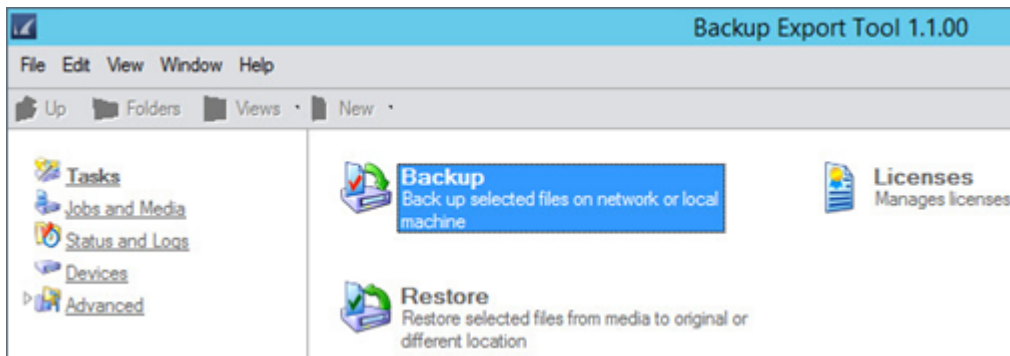 Backup Export Tool 1.1.00
File Edit View Window Help
Up Folders Views New
Tasks
Jobs and Media
Status and Logs
Devices
Advanced
Backup
Back up selected files on network or local
machine
Restore
Restore selected files from media to original or
different location
Licenses
Manages licenses